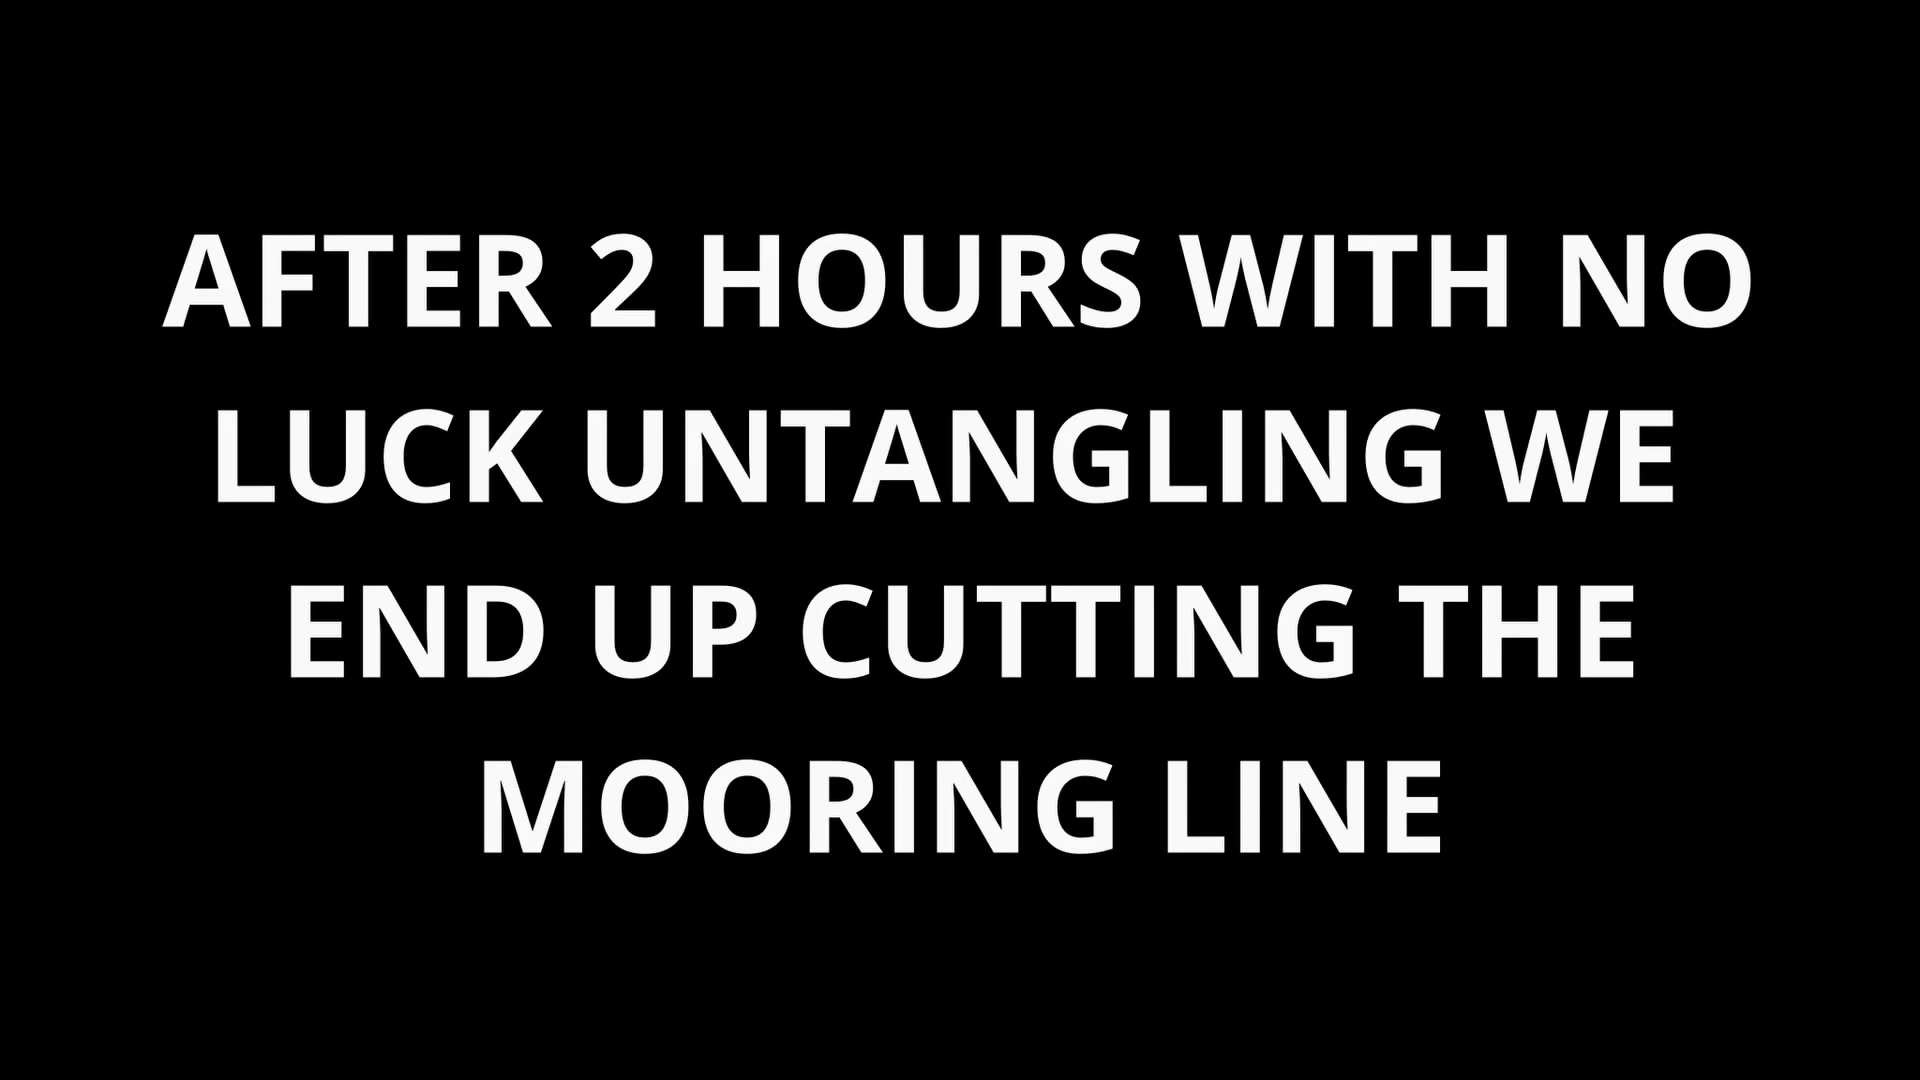 AFTER 2 HOURS WITH NO
LUCK UNTANGLING WE
END UP CUTTING THE
MOORING LINE